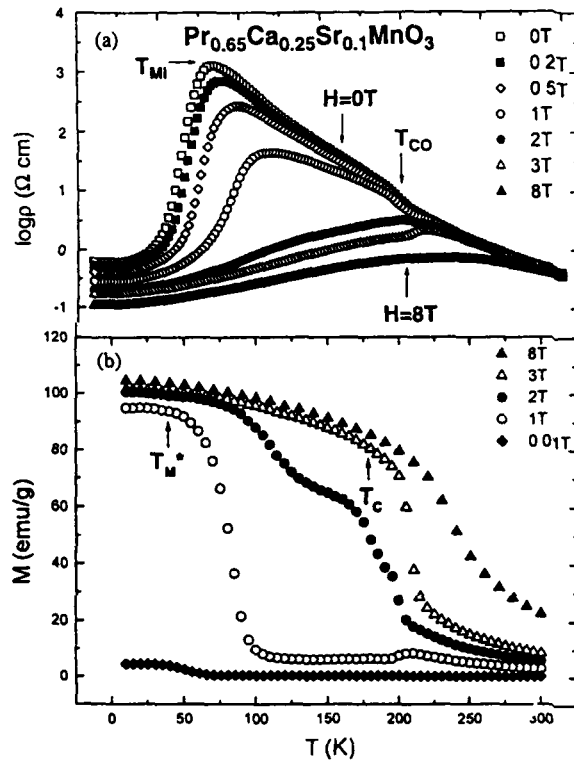 (a) Pr0.65Ca0.25Sr0.1MnO3
TMI
H=0T
TCO
H=8T
0T
0 2T
0 5T
1T
2T
3T
8T
logρ (Ω cm)
3
2
1
0
-1
(b)
8T
3T
2T
1T
0 01T
TM*
TC
M (emu/g)
120
100
80
60
40
20
0
0 50 100 150 200 250 300
T (K)